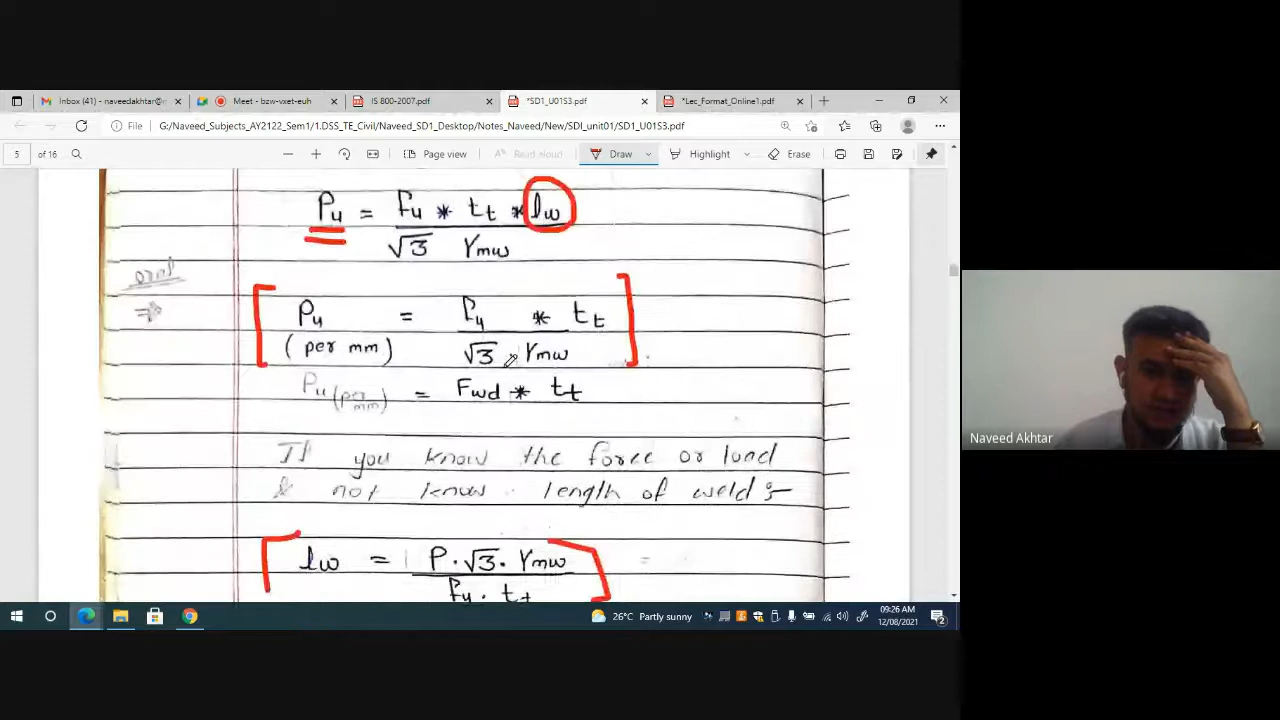 Inbox (41) - naveedakhtar@
Meet - bzw-vxet-euh
IS 800-2007.pdf
*SD1_U01S3.pdf
*Lec_Format_Online1.pdf
File
G:/Naveed_Subjects_AY2122_Sem1/1.DSS_TE_Civil/Naveed_SD1_Desktop/Notes_Naveed/New/SDI_unit01/SD1_U01S3.pdf
5 of 16
Page view
Read aloud
Draw
Highlight
Erase
Pu = fu * tt * lw
√3 γmw
oral
⇒
Pu = fu * tt
(per mm) √3 γmw
Pu (per mm) = Fwd * tt
If you know the force or load
& not know length of weld :-
lw = P·√3·γmw
fu · tt
Naveed Akhtar
26°C Partly sunny
09:26 AM
12/08/2021
2